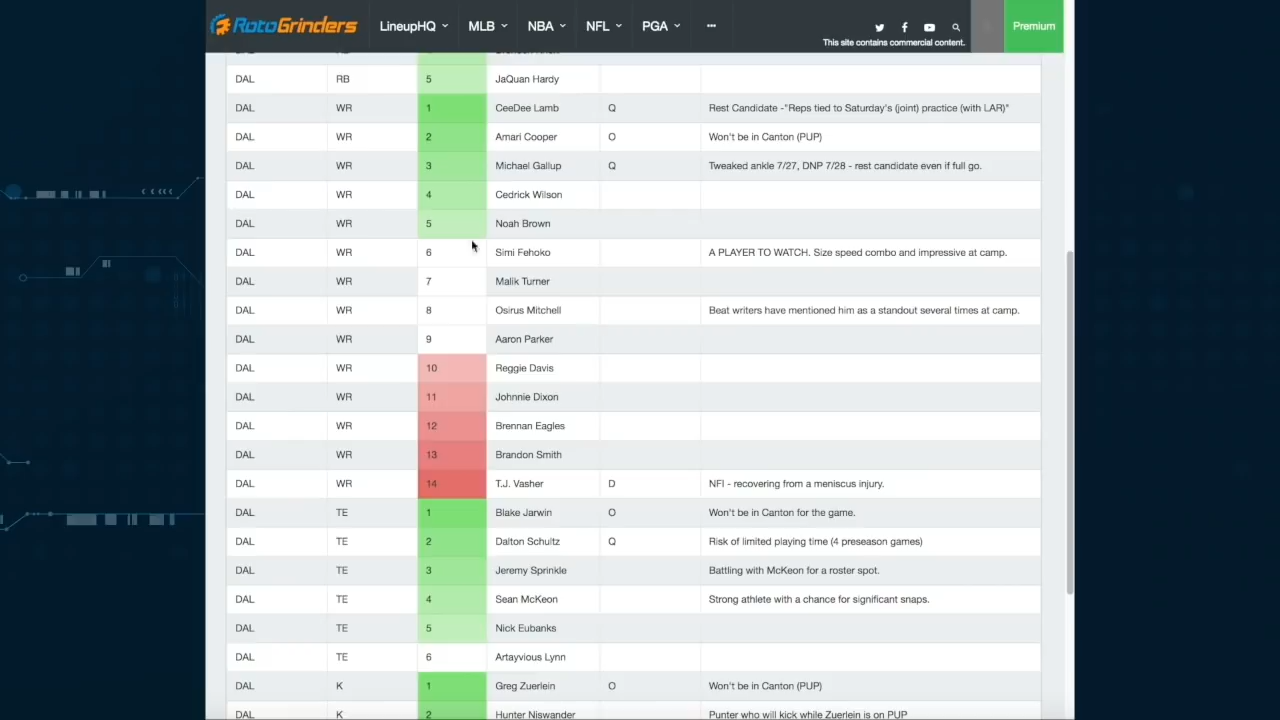 RotoGrinders LineupHQ MLB NBA NFL PGA ••• Premium
This site contains commercial content.
DAL RB 5 JaQuan Hardy
DAL WR 1 CeeDee Lamb Q Rest Candidate -"Reps tied to Saturday's (joint) practice (with LAR)"
DAL WR 2 Amari Cooper O Won't be in Canton (PUP)
DAL WR 3 Michael Gallup Q Tweaked ankle 7/27, DNP 7/28 - rest candidate even if full go.
DAL WR 4 Cedrick Wilson
DAL WR 5 Noah Brown
DAL WR 6 Simi Fehoko A PLAYER TO WATCH. Size speed combo and impressive at camp.
DAL WR 7 Malik Turner
DAL WR 8 Osirus Mitchell Beat writers have mentioned him as a standout several times at camp.
DAL WR 9 Aaron Parker
DAL WR 10 Reggie Davis
DAL WR 11 Johnnie Dixon
DAL WR 12 Brennan Eagles
DAL WR 13 Brandon Smith
DAL WR 14 T.J. Vasher D NFI - recovering from a meniscus injury.
DAL TE 1 Blake Jarwin O Won't be in Canton for the game.
DAL TE 2 Dalton Schultz Q Risk of limited playing time (4 preseason games)
DAL TE 3 Jeremy Sprinkle Battling with McKeon for a roster spot.
DAL TE 4 Sean McKeon Strong athlete with a chance for significant snaps.
DAL TE 5 Nick Eubanks
DAL TE 6 Artayvious Lynn
DAL K 1 Greg Zuerlein O Won't be in Canton (PUP)
DAL K 2 Hunter Niswander Punter who will kick while Zuerlein is on PUP